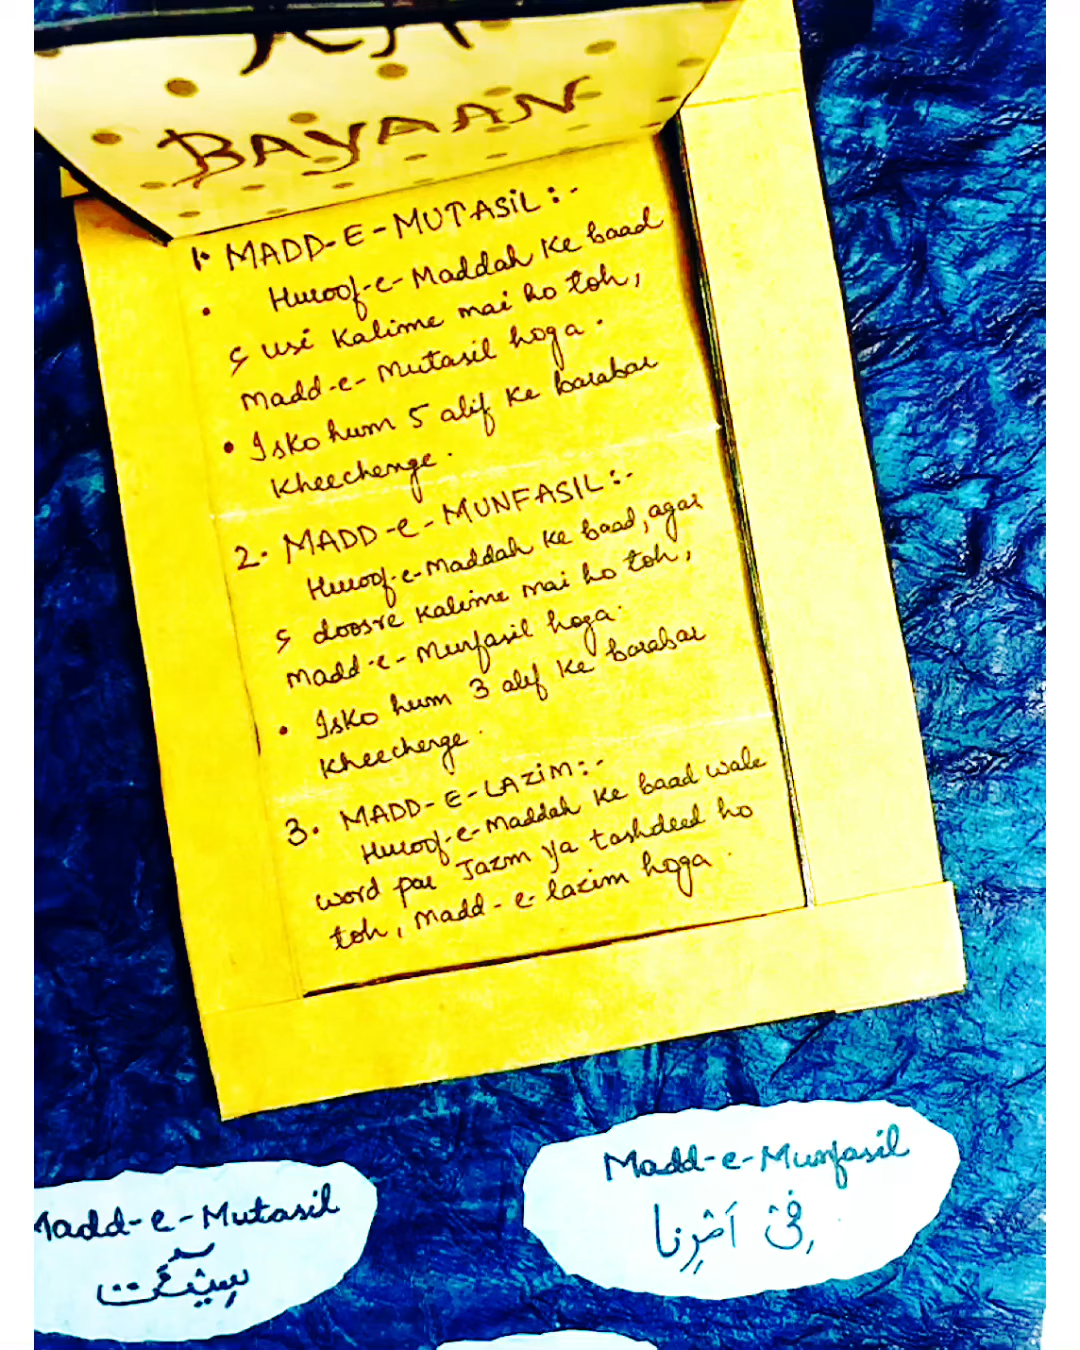 BAYAAN
1. MADD-E-MUTASiL:-
• Huroof-e-Maddah Ke baad
ء usi Kalime mai ho toh,
Madd-e-Mutasil hoga.
• Isko hum 5 alif Ke barabar
Kheechenge.
2. MADD-e-MUNFASIL:-
Huroof-e-Maddah Ke baad, agar
ء doosre Kalime mai ho toh,
Madd-e-Munfasil hoga.
• Isko hum 3 alif Ke barabar
Kheechenge.
3. MADD-E-LAZiM:-
Huroof-e-Maddah Ke baad wale
word par Jazm ya tashdeed ho
toh, Madd-e-lazim hoga.
Madd-e-Munfasil
فِيْ اَمْرِنَا
Madd-e-Mutasil